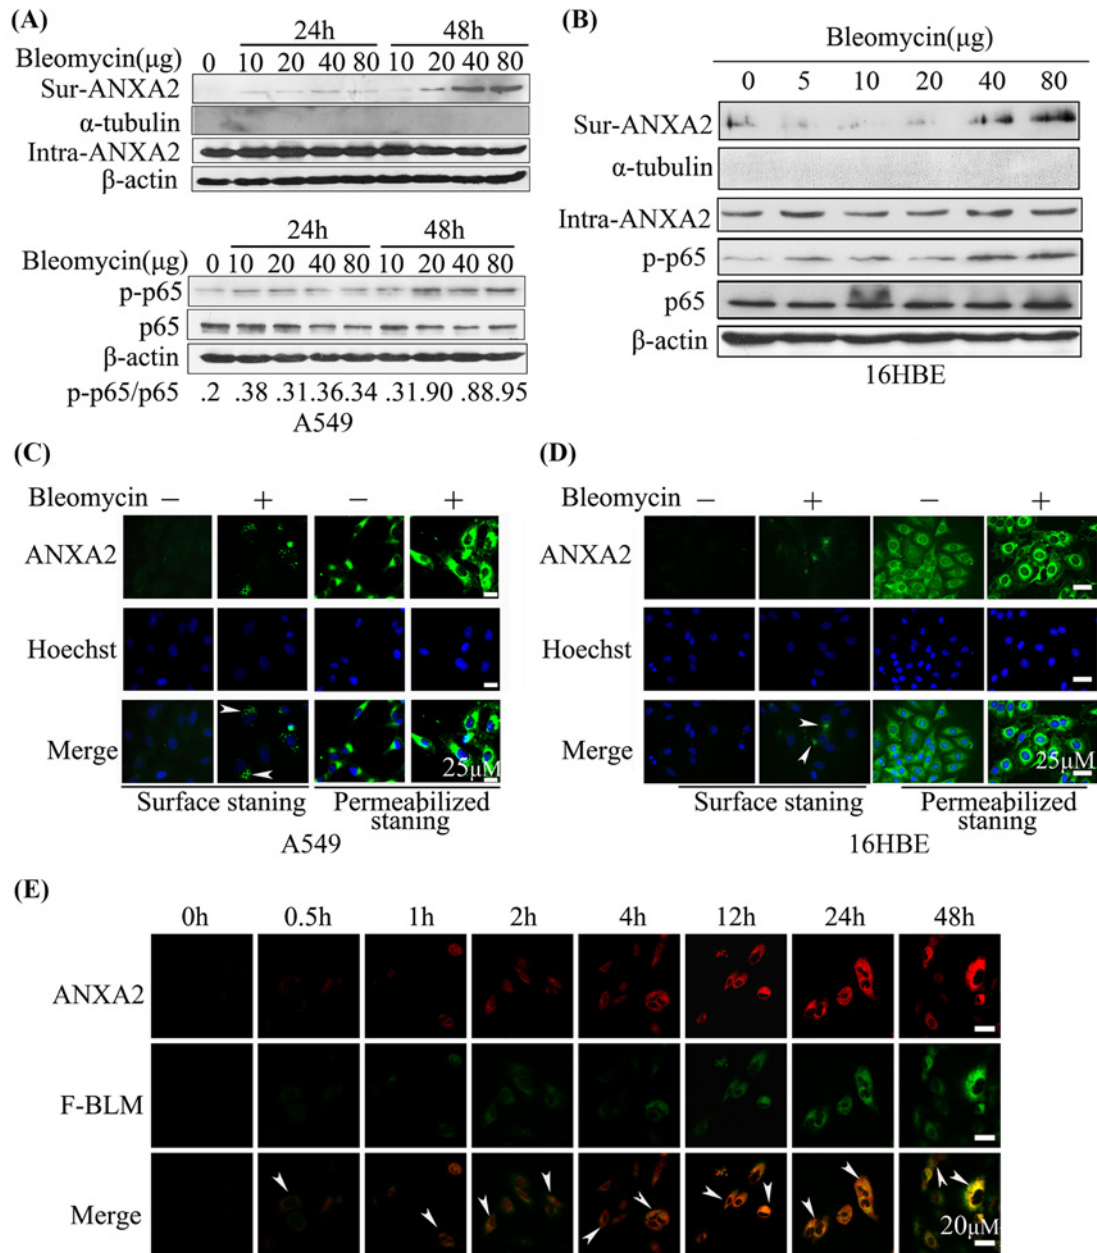 (A)
24h 48h
Bleomycin(μg) 0 10 20 40 80 10 20 40 80
Sur-ANXA2
α-tubulin
Intra-ANXA2
β-actin
24h 48h
Bleomycin(μg) 0 10 20 40 80 10 20 40 80
p-p65
p65
β-actin
p-p65/p65 .2 .38 .31.36.34 .31.90 .88.95
A549
(B)
Bleomycin(μg)
0 5 10 20 40 80
Sur-ANXA2
α-tubulin
Intra-ANXA2
p-p65
p65
β-actin
16HBE
(C)
Bleomycin − + − +
ANXA2
Hoechst
Merge
25μM
Surface staning Permeabilized
staning
A549
(D)
Bleomycin − + − +
ANXA2
Hoechst
Merge
25μM
Surface staning Permeabilized
staning
16HBE
(E)
0h 0.5h 1h 2h 4h 12h 24h 48h
ANXA2
F-BLM
Merge
20μM